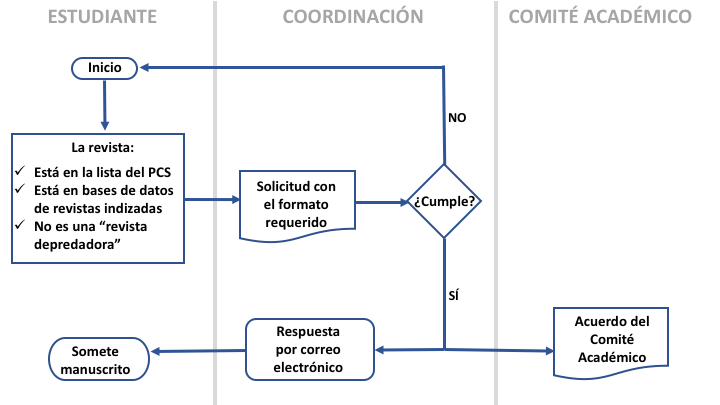 ESTUDIANTE
COORDINACIÓN
COMITÉ ACADÉMICO
Inicio
NO
La revista:
✓ Está en la lista del PCS
✓ Está en bases de datos
de revistas indizadas
✓ No es una “revista
depredadora”
Solicitud con
el formato
requerido
¿Cumple?
SÍ
Somete
manuscrito
Respuesta
por correo
electrónico
Acuerdo del
Comité
Académico